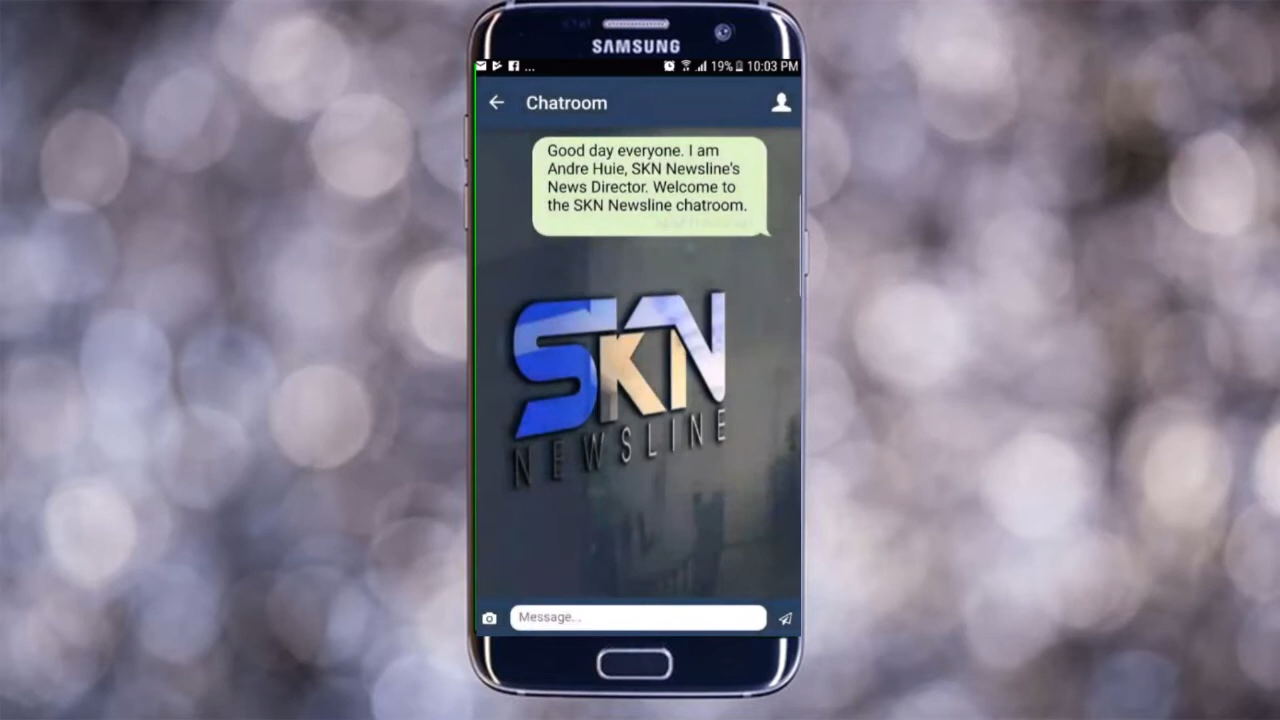 SAMSUNG
... 19% 10:03 PM
Chatroom
Good day everyone. I am
Andre Huie, SKN Newsline's
News Director. Welcome to
the SKN Newsline chatroom.
SKN
NEWSLINE
Message...